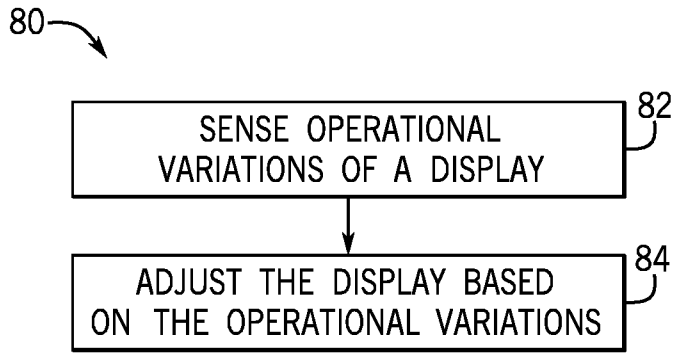 80
82
SENSE OPERATIONAL
VARIATIONS OF A DISPLAY
84
ADJUST THE DISPLAY BASED
ON THE OPERATIONAL VARIATIONS